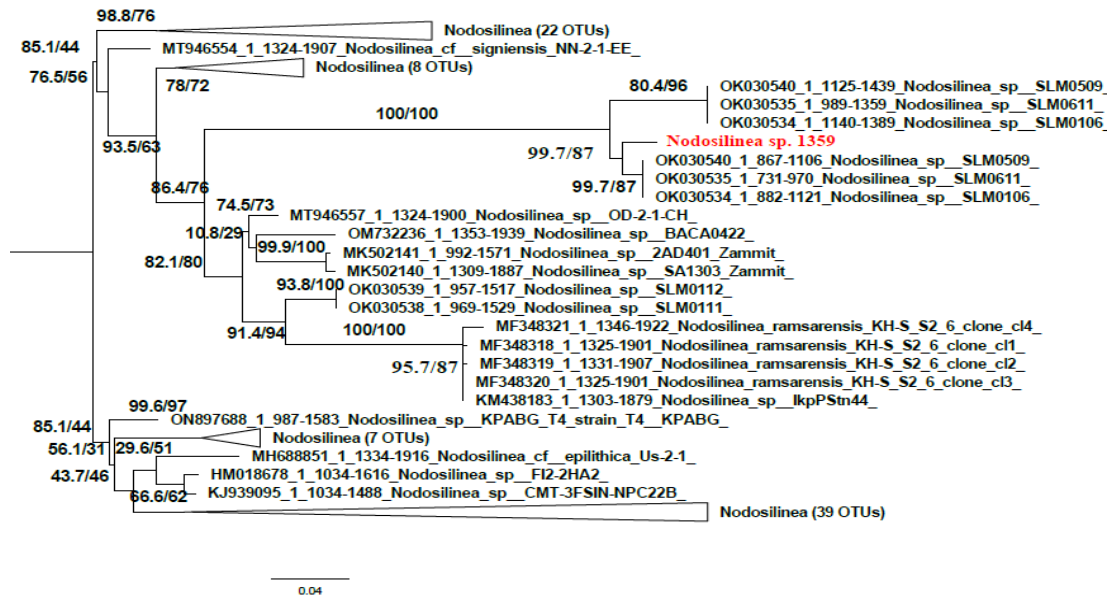 98.8/76
Nodosilinea (22 OTUs)
85.1/44
MT946554_1_1324-1907_Nodosilinea_cf__signiensis_NN-2-1-EE_
76.5/56
Nodosilinea (8 OTUs)
78/72
80.4/96
OK030540_1_1125-1439_Nodosilinea_sp__SLM0509_
OK030535_1_989-1359_Nodosilinea_sp__SLM0611_
100/100
OK030534_1_1140-1389_Nodosilinea_sp__SLM0106_
93.5/63
Nodosilinea sp. 1359
99.7/87
OK030540_1_867-1106_Nodosilinea_sp__SLM0509_
OK030535_1_731-970_Nodosilinea_sp__SLM0611_
99.7/87
86.4/76
OK030534_1_882-1121_Nodosilinea_sp__SLM0106_
74.5/73
MT946557_1_1324-1900_Nodosilinea_sp__OD-2-1-CH_
10.8/29
OM732236_1_1353-1939_Nodosilinea_sp__BACA0422_
99.9/100
MK502141_1_992-1571_Nodosilinea_sp__2AD401_Zammit_
82.1/80
MK502140_1_1309-1887_Nodosilinea_sp__SA1303_Zammit_
93.8/100
OK030539_1_957-1517_Nodosilinea_sp__SLM0112_
OK030538_1_969-1529_Nodosilinea_sp__SLM0111_
91.4/94
100/100
MF348321_1_1346-1922_Nodosilinea_ramsarensis_KH-S_S2_6_clone_cl4_
MF348318_1_1325-1901_Nodosilinea_ramsarensis_KH-S_S2_6_clone_cl1_
95.7/87
MF348319_1_1331-1907_Nodosilinea_ramsarensis_KH-S_S2_6_clone_cl2_
MF348320_1_1325-1901_Nodosilinea_ramsarensis_KH-S_S2_6_clone_cl3_
KM438183_1_1303-1879_Nodosilinea_sp__IkpPStn44_
99.6/97
ON897688_1_987-1583_Nodosilinea_sp__KPABG_T4_strain_T4__KPABG_
85.1/44
Nodosilinea (7 OTUs)
56.1/31
29.6/51
MH688851_1_1334-1916_Nodosilinea_cf__epilithica_Us-2-1_
43.7/46
HM018678_1_1034-1616_Nodosilinea_sp__FI2-2HA2_
66.6/62
KJ939095_1_1034-1488_Nodosilinea_sp__CMT-3FSIN-NPC22B_
Nodosilinea (39 OTUs)
0.04